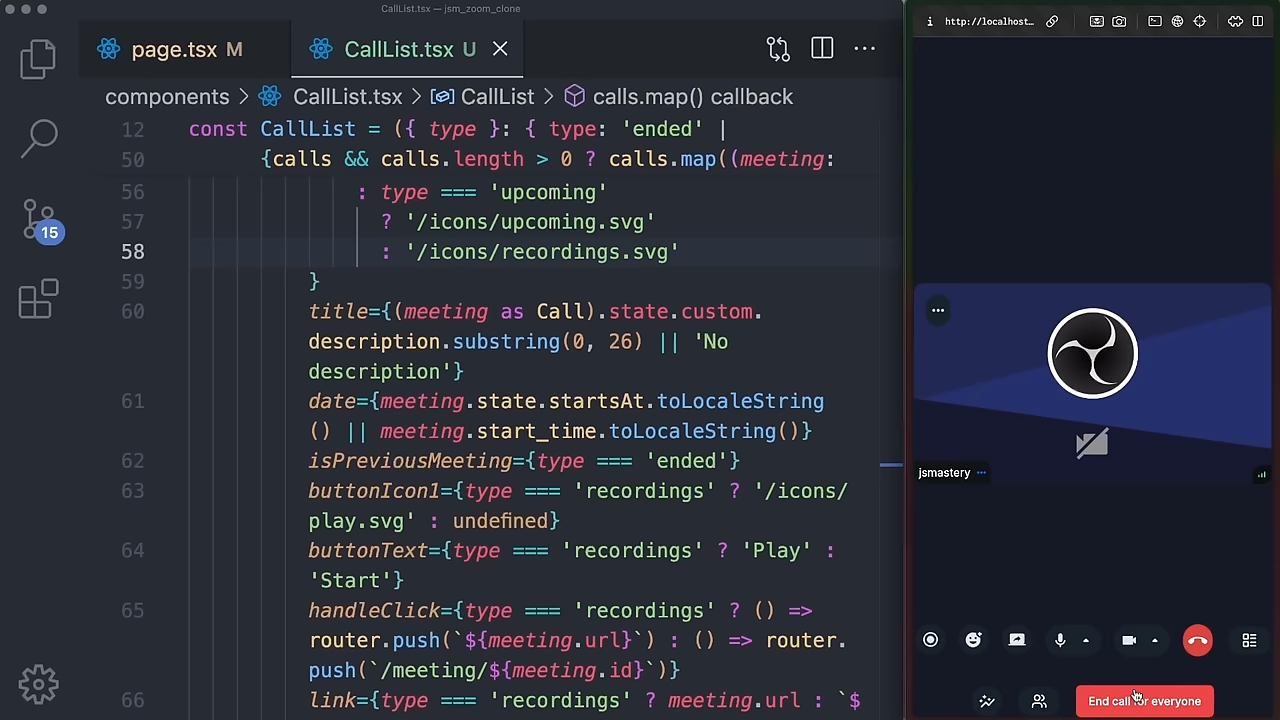 CallList.tsx — jsm_zoom_clone
page.tsx M
CallList.tsx U
components > CallList.tsx > CallList > calls.map() callback
12 const CallList = ({ type }: { type: 'ended' |
50 {calls && calls.length > 0 ? calls.map((meeting:
56 : type === 'upcoming'
57 ? '/icons/upcoming.svg'
58 : '/icons/recordings.svg'
59 }
60 title={(meeting as Call).state.custom.
description.substring(0, 26) || 'No
description'}
61 date={meeting.state.startsAt.toLocaleString
() || meeting.start_time.toLocaleString()}
62 isPreviousMeeting={type === 'ended'}
63 buttonIcon1={type === 'recordings' ? '/icons/
play.svg' : undefined}
64 buttonText={type === 'recordings' ? 'Play' :
'Start'}
65 handleClick={type === 'recordings' ? () =>
router.push(`${meeting.url}`) : () => router.
push(`/meeting/${meeting.id}`)}
66 link={type === 'recordings' ? meeting.url : `$
15
http://localhost...
jsmastery
End call for everyone